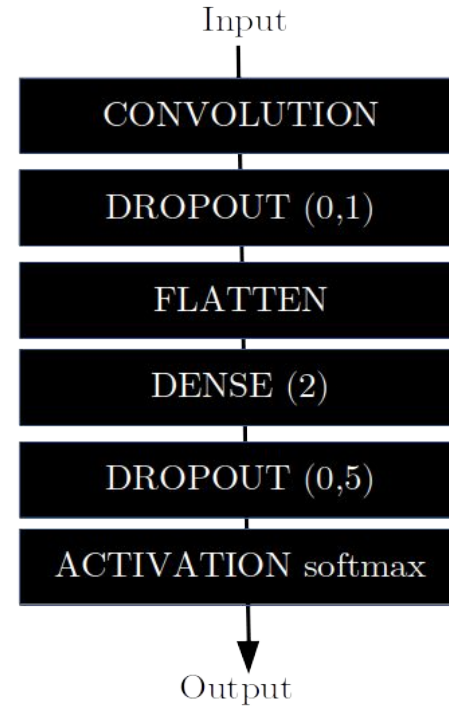 Input
CONVOLUTION
DROPOUT (0,1)
FLATTEN
DENSE (2)
DROPOUT (0,5)
ACTIVATION softmax
Output